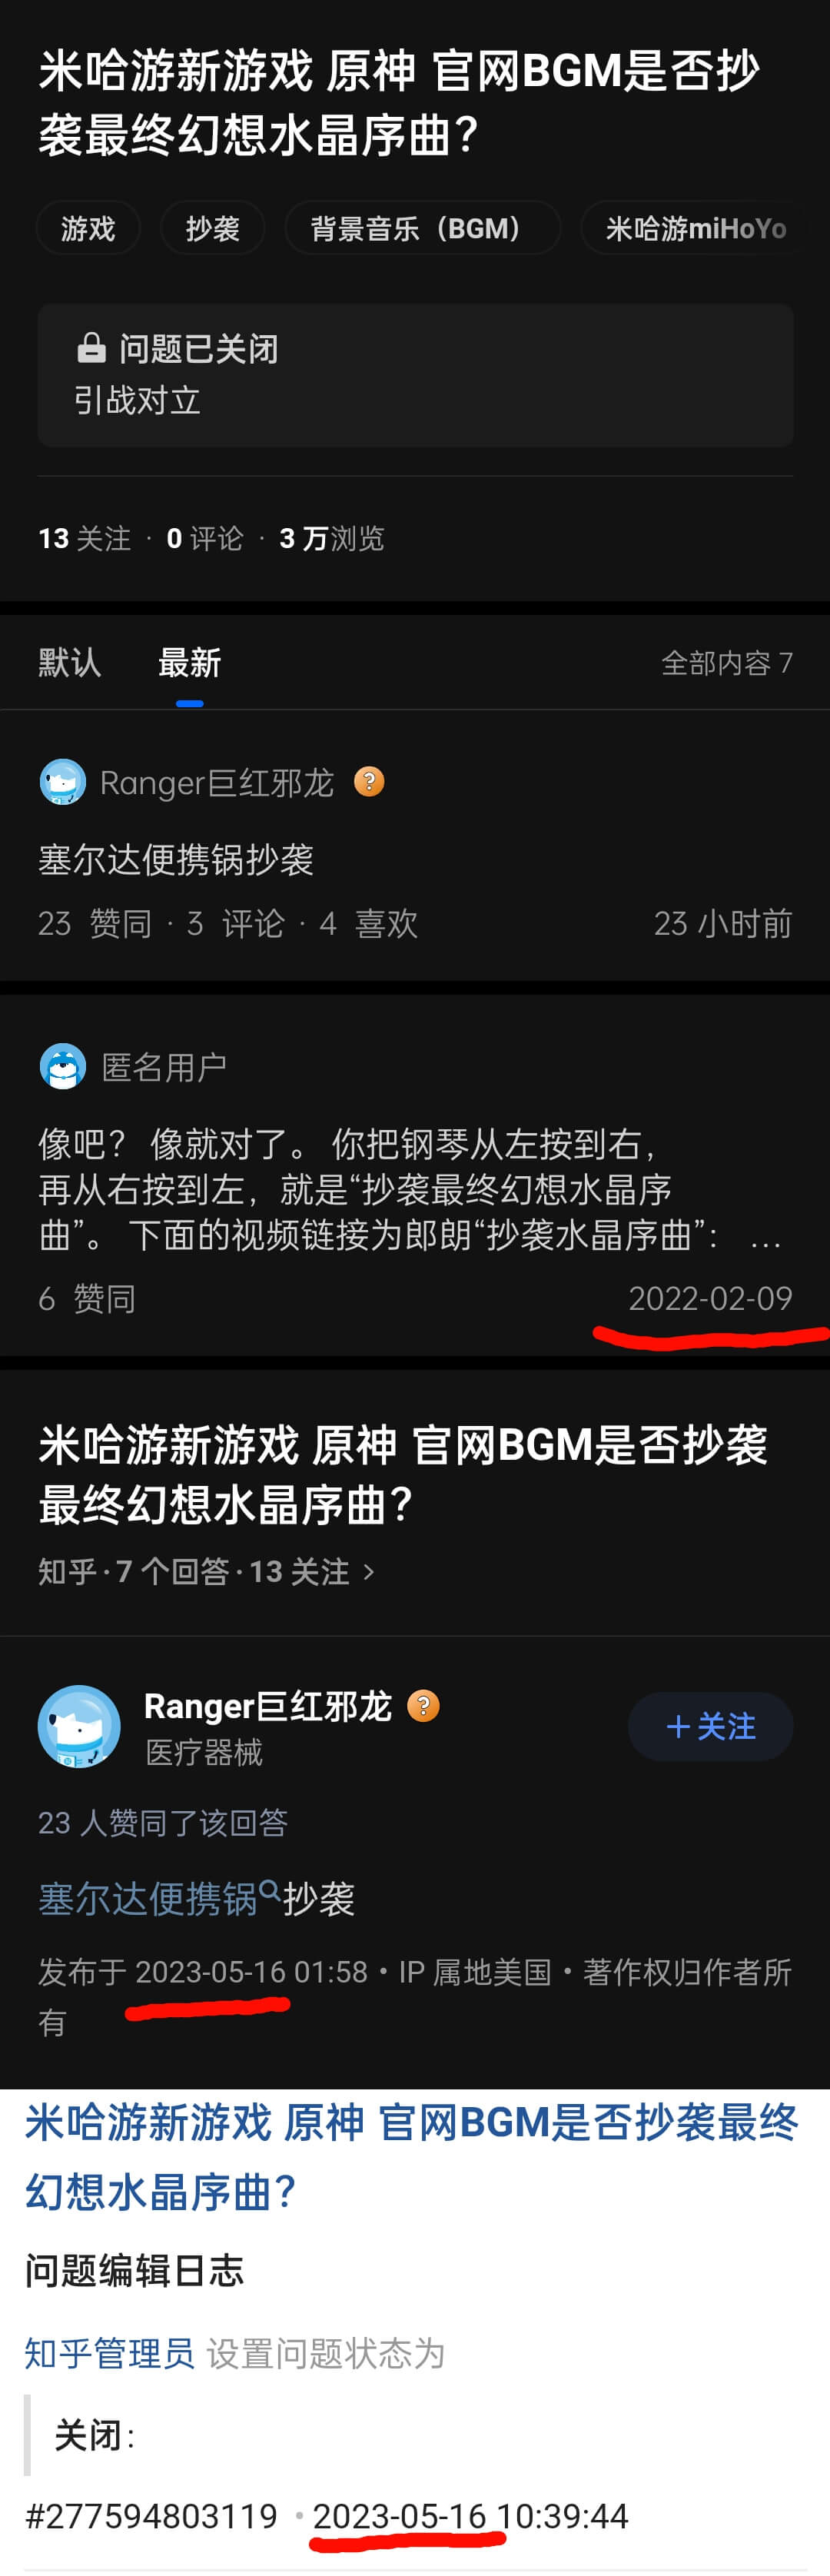 米哈游新游戏 原神 官网BGM是否抄
袭最终幻想水晶序曲？
游戏
抄袭
背景音乐（BGM）
米哈游miHoYo
问题已关闭
引战对立
13 关注 · 0 评论 · 3 万浏览
默认
最新
全部内容 7
Ranger巨红邪龙
塞尔达便携锅抄袭
23 赞同 · 3 评论 · 4 喜欢
23 小时前
匿名用户
像吧？ 像就对了。 你把钢琴从左按到右，
再从右按到左，就是“抄袭最终幻想水晶序
曲”。 下面的视频链接为郎朗“抄袭水晶序曲”： …
6 赞同
2022-02-09
米哈游新游戏 原神 官网BGM是否抄袭
最终幻想水晶序曲？
知乎 · 7 个回答 · 13 关注 >
Ranger巨红邪龙
医疗器械
＋关注
23 人赞同了该回答
塞尔达便携锅抄袭
发布于 2023-05-16 01:58・IP 属地美国・著作权归作者所
有
米哈游新游戏 原神 官网BGM是否抄袭最终
幻想水晶序曲？
问题编辑日志
知乎管理员 设置问题状态为
关闭：
#277594803119 • 2023-05-16 10:39:44